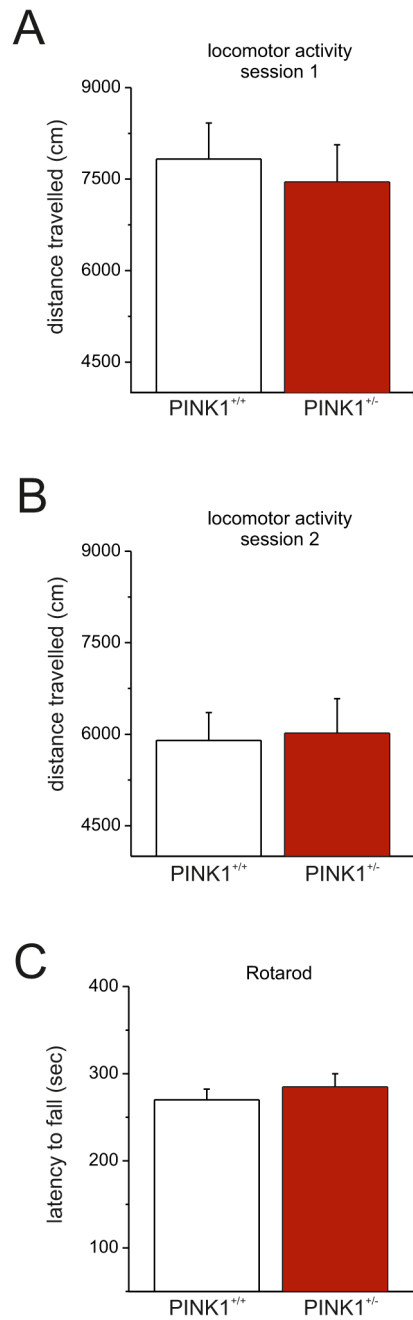 A
locomotor activity
session 1
distance travelled (cm)
9000
7500
6000
4500
PINK1+/+
PINK1+/-
B
locomotor activity
session 2
distance travelled (cm)
9000
7500
6000
4500
PINK1+/+
PINK1+/-
C
Rotarod
latency to fall (sec)
400
300
200
100
PINK1+/+
PINK1+/-